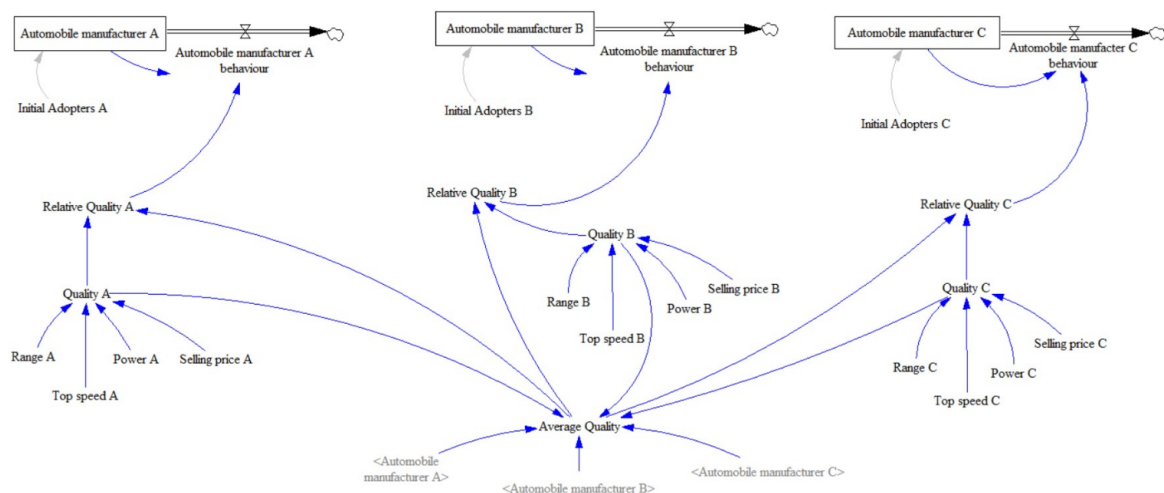 Automobile manufacturer A
Automobile manufacturer A
behaviour
Initial Adopters A
Relative Quality A
Quality A
Range A
Power A
Selling price A
Top speed A
Automobile manufacturer B
Automobile manufacturer B
behaviour
Initial Adopters B
Relative Quality B
Quality B
Range B
Power B
Selling price B
Top speed B
Automobile manufacturer C
Automobile manufacter C
behaviour
Initial Adopters C
Relative Quality C
Quality C
Range C
Power C
Selling price C
Top speed C
Average Quality
<Automobile
manufacturer A>
<Automobile manufacturer B>
<Automobile manufacturer C>